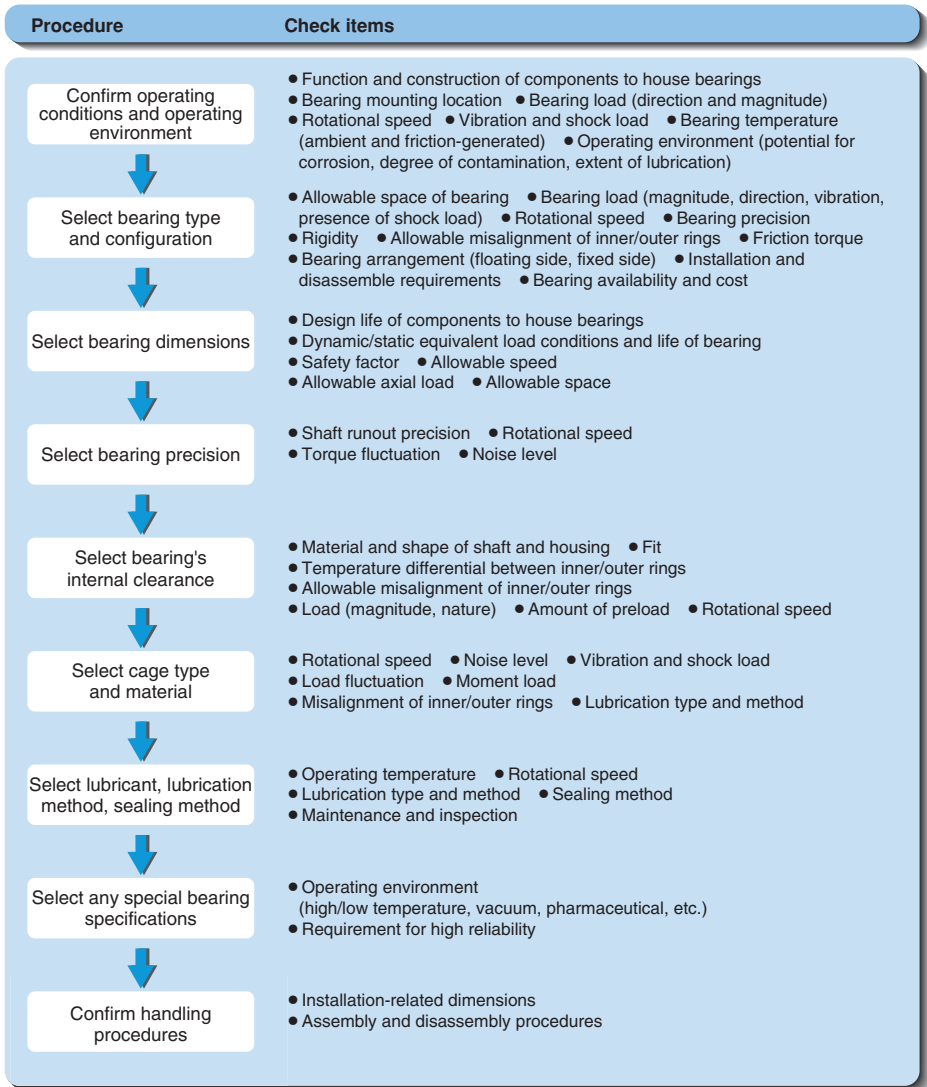 Procedure
Check items
Confirm operating
conditions and operating
environment
● Function and construction of components to house bearings
● Bearing mounting location ● Bearing load (direction and magnitude)
● Rotational speed ● Vibration and shock load ● Bearing temperature
(ambient and friction-generated) ● Operating environment (potential for
corrosion, degree of contamination, extent of lubrication)
Select bearing type
and configuration
● Allowable space of bearing ● Bearing load (magnitude, direction, vibration,
presence of shock load) ● Rotational speed ● Bearing precision
● Rigidity ● Allowable misalignment of inner/outer rings ● Friction torque
● Bearing arrangement (floating side, fixed side) ● Installation and
disassemble requirements ● Bearing availability and cost
Select bearing dimensions
● Design life of components to house bearings
● Dynamic/static equivalent load conditions and life of bearing
● Safety factor ● Allowable speed
● Allowable axial load ● Allowable space
Select bearing precision
● Shaft runout precision ● Rotational speed
● Torque fluctuation ● Noise level
Select bearing's
internal clearance
● Material and shape of shaft and housing ● Fit
● Temperature differential between inner/outer rings
● Allowable misalignment of inner/outer rings
● Load (magnitude, nature) ● Amount of preload ● Rotational speed
Select cage type
and material
● Rotational speed ● Noise level ● Vibration and shock load
● Load fluctuation ● Moment load
● Misalignment of inner/outer rings ● Lubrication type and method
Select lubricant, lubrication
method, sealing method
● Operating temperature ● Rotational speed
● Lubrication type and method ● Sealing method
● Maintenance and inspection
Select any special bearing
specifications
● Operating environment
(high/low temperature, vacuum, pharmaceutical, etc.)
● Requirement for high reliability
Confirm handling
procedures
● Installation-related dimensions
● Assembly and disassembly procedures